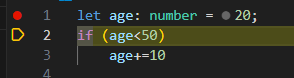 1 let age: number = 20;
2 if (age<50)
3 age+=10